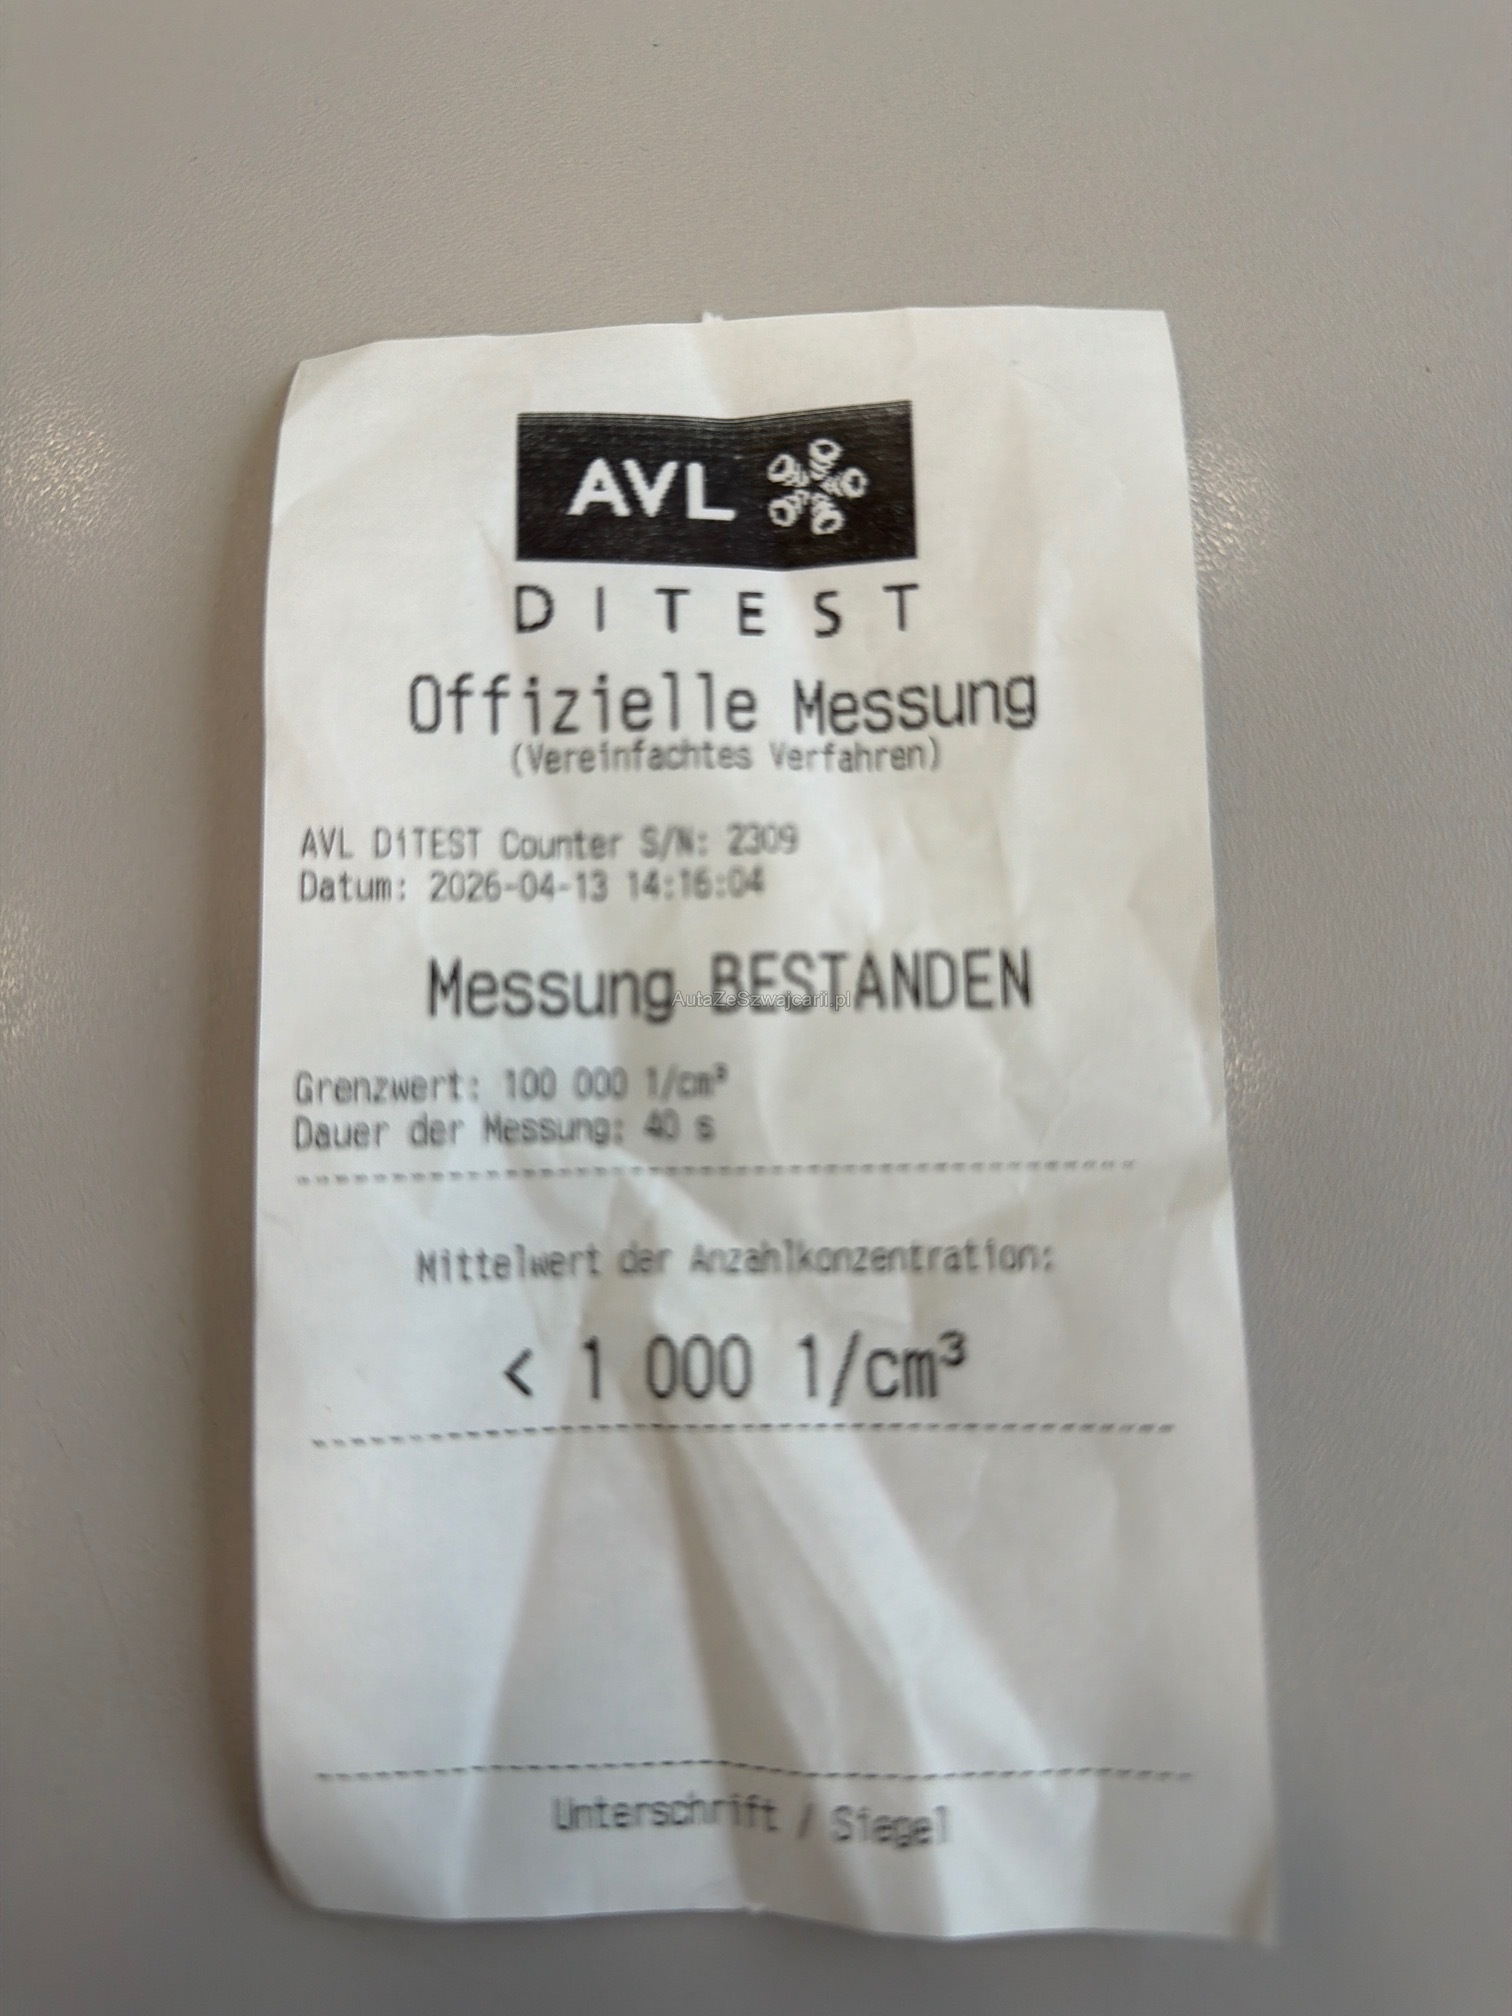 AVL
DITEST
Offizielle Messung
(Vereinfachtes Verfahren)
AVL DiTEST Counter S/N: 2309
Datum: 2026-04-13 14:16:04
Messung BESTANDEN
AutaZeSzwajcarii.pl
Grenzwert: 100 000 1/cm³
Dauer der Messung: 40 s
Mittelwert der Anzahlkonzentration:
< 1 000 1/cm³
Unterschrift / Siegel